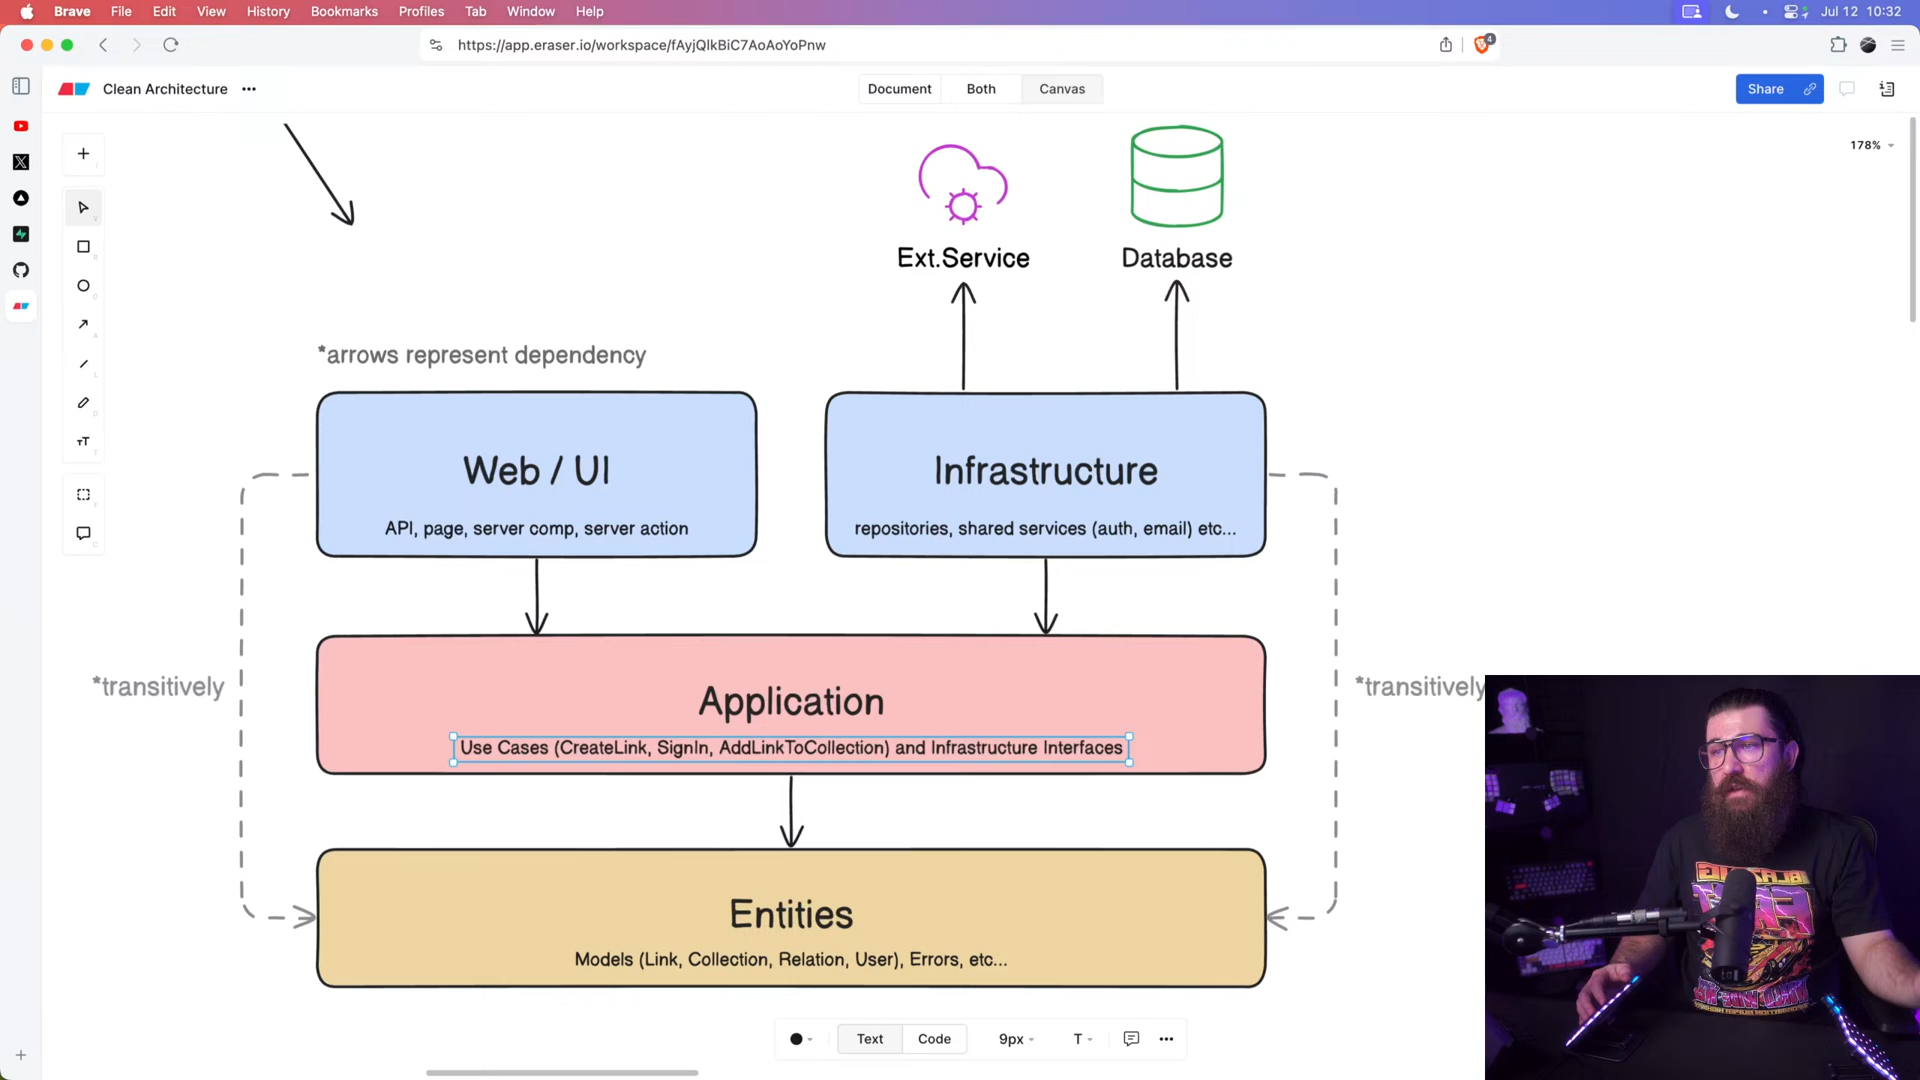 Brave File Edit View History Bookmarks Profiles Tab Window Help Jul 12 10:32
https://app.eraser.io/workspace/fAyjQlkBiC7AoAoYoPnw
4
Clean Architecture
Document Both Canvas
Share
178%
Ext.Service
Database
*arrows represent dependency
Web / UI
API, page, server comp, server action
Infrastructure
repositories, shared services (auth, email) etc...
*transitively
*transitively
Application
Use Cases (CreateLink, SignIn, AddLinkToCollection) and Infrastructure Interfaces
Entities
Models (Link, Collection, Relation, User), Errors, etc...
Text Code 9px T